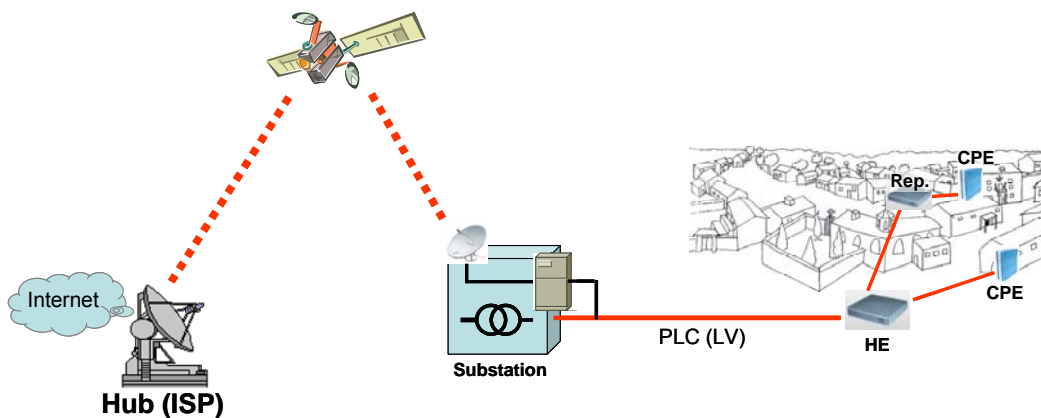 Internet
Hub (ISP)
Substation
PLC (LV)
HE
Rep.
CPE
CPE